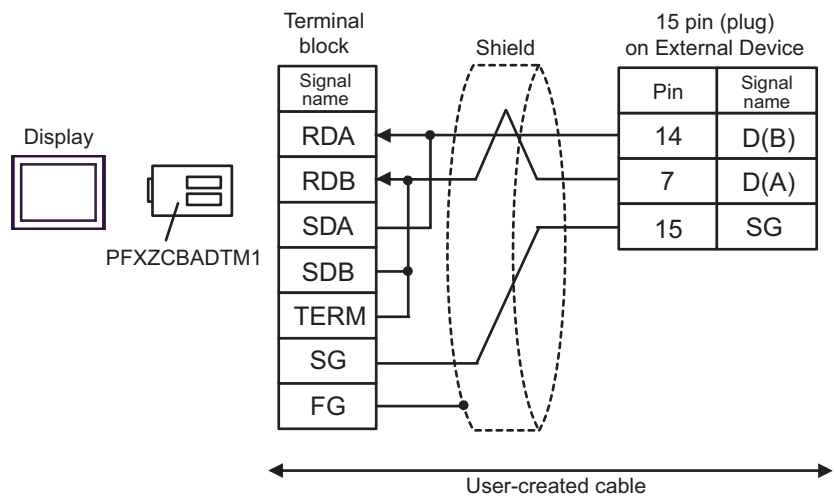 Terminal
block
Shield
15 pin (plug)
on External Device
Display
PFXZCBADTM1
Signal
name
RDA
RDB
SDA
SDB
TERM
SG
FG
Pin
Signal
name
14
D(B)
7
D(A)
15
SG
User-created cable